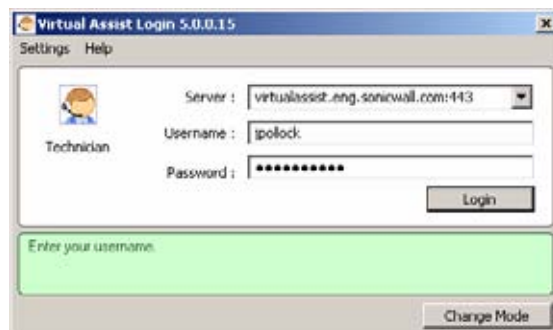 Virtual Assist Login 5.0.0.15
Settings Help
Server : virtualassist.eng.sonicwall.com:443
Technician
Username : jpollock
Password : ●●●●●●●●●●
Login
Enter your username.
Change Mode